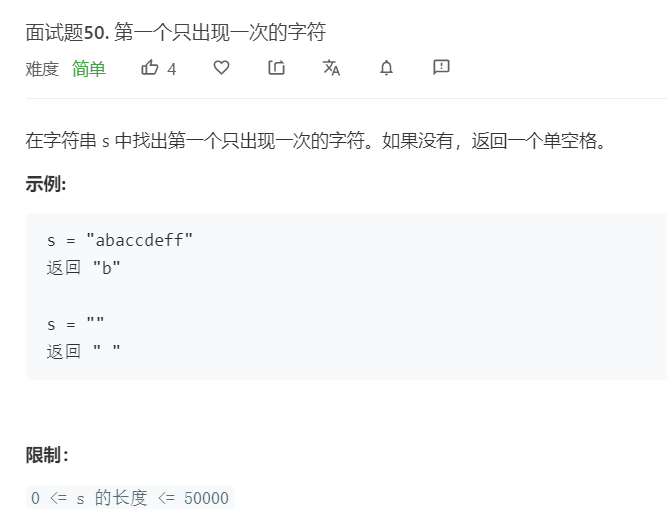 面试题50. 第一个只出现一次的字符
难度 简单 4
在字符串 s 中找出第一个只出现一次的字符。如果没有，返回一个单空格。
示例:
s = "abaccdeff"
返回 "b"
s = ""
返回 " "
限制：
0 <= s 的长度 <= 50000